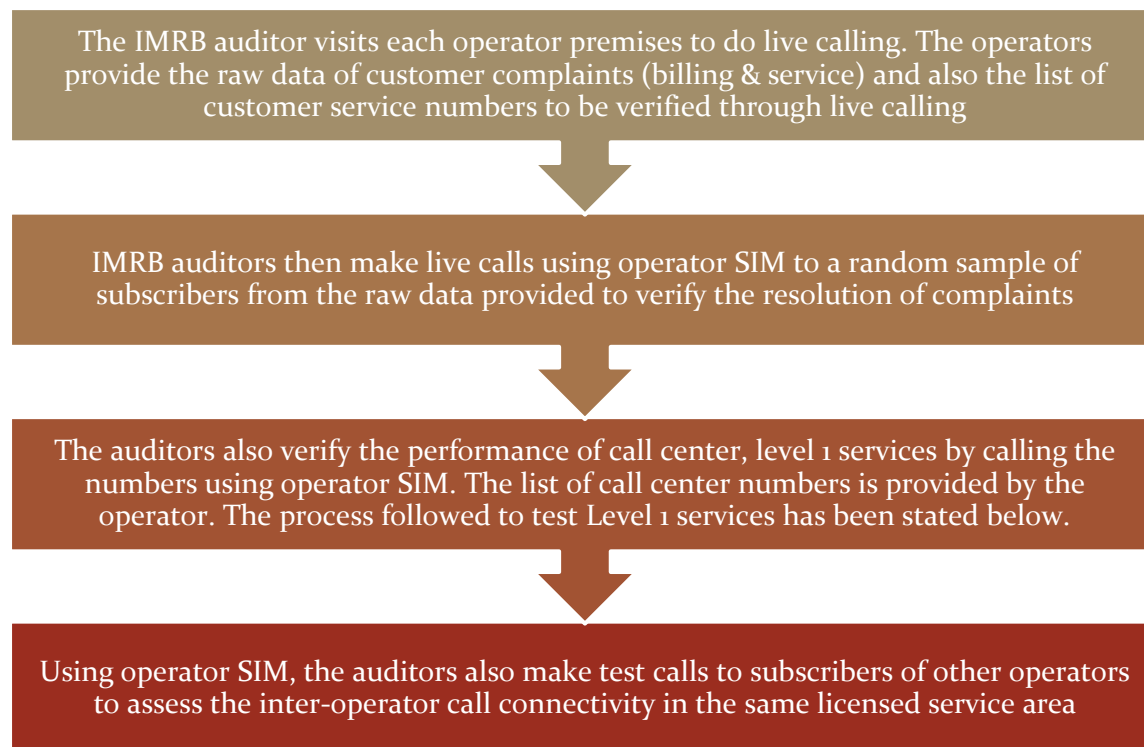 The IMRB auditor visits each operator premises to do live calling. The operators
provide the raw data of customer complaints (billing & service) and also the list of
customer service numbers to be verified through live calling
IMRB auditors then make live calls using operator SIM to a random sample of
subscribers from the raw data provided to verify the resolution of complaints
The auditors also verify the performance of call center, level 1 services by calling the
numbers using operator SIM. The list of call center numbers is provided by the
operator. The process followed to test Level 1 services has been stated below.
Using operator SIM, the auditors also make test calls to subscribers of other operators
to assess the inter-operator call connectivity in the same licensed service area